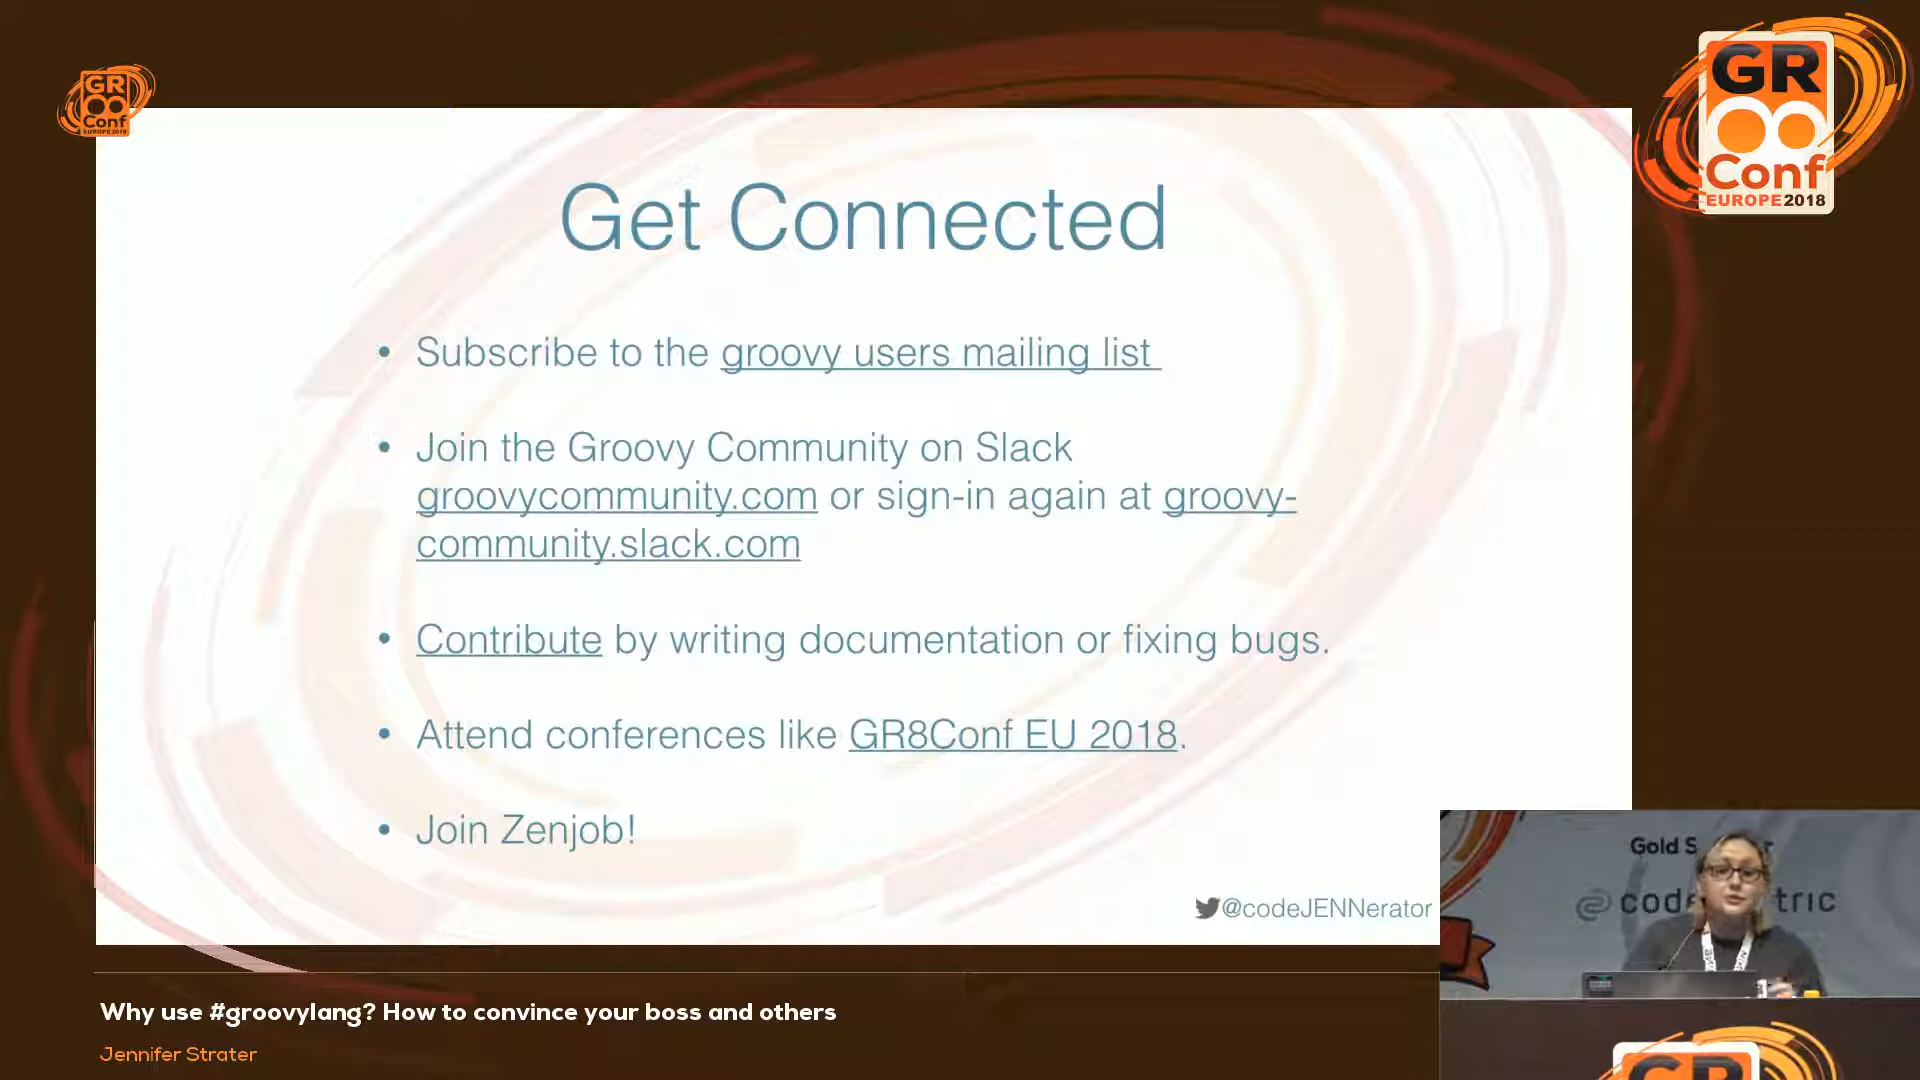 GR
Conf
EUROPE 2018
GR
Conf
EUROPE 2018
Get Connected
• Subscribe to the groovy users mailing list
• Join the Groovy Community on Slack
groovycommunity.com or sign-in again at groovy-
community.slack.com
• Contribute by writing documentation or fixing bugs.
• Attend conferences like GR8Conf EU 2018.
• Join Zenjob!
@codeJENNerator
Gold
Why use #groovylang? How to convince your boss and others
Jennifer Strater